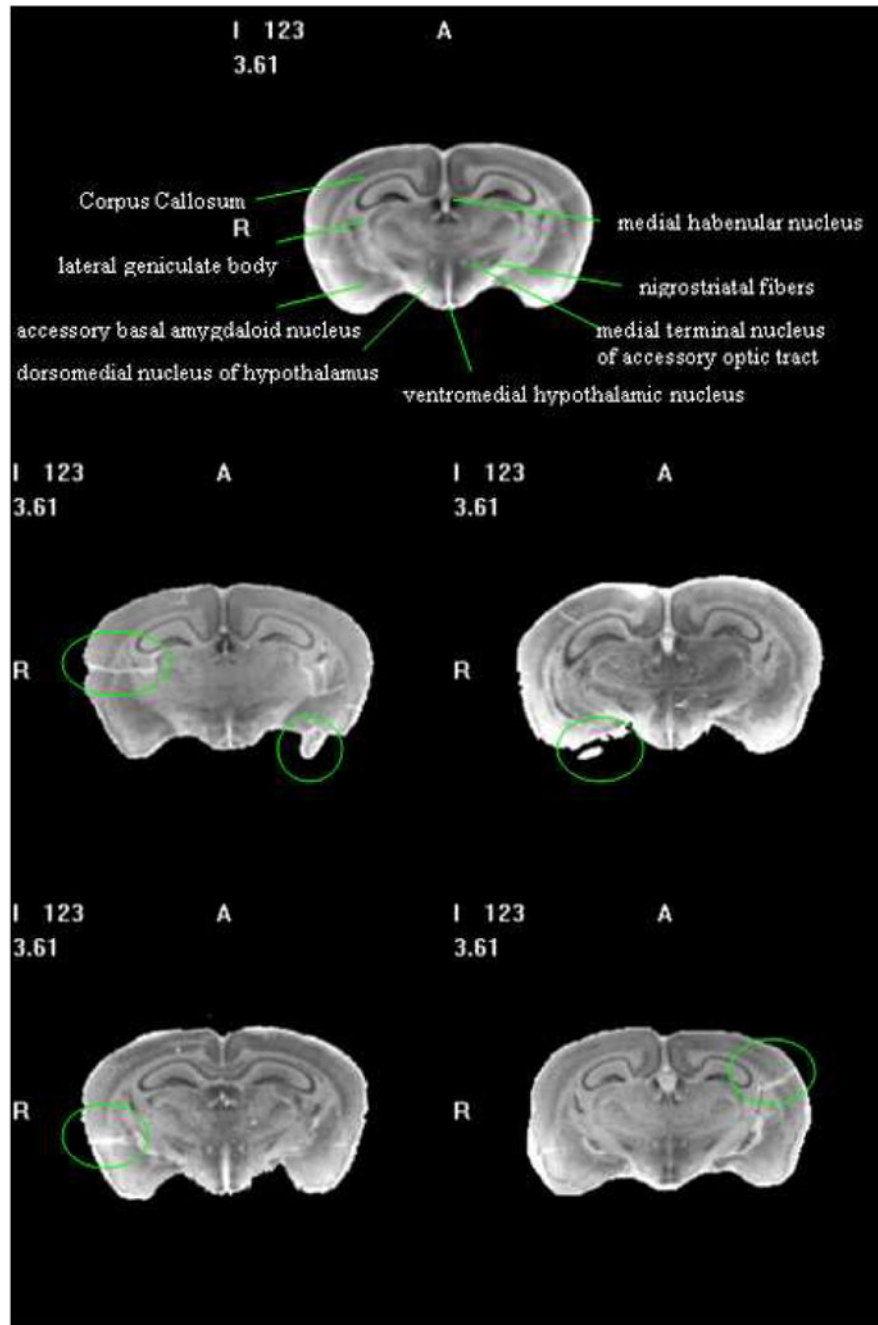 I 123 A
3.61
Corpus Callosum
R
medial habenular nucleus
lateral geniculate body
nigrostriatal fibers
accessory basal amygdaloid nucleus
medial terminal nucleus
of accessory optic tract
dorsomedial nucleus of hypothalamus
ventromedial hypothalamic nucleus
I 123 A
3.61
R
I 123 A
3.61
R
I 123 A
3.61
R
I 123 A
3.61
R